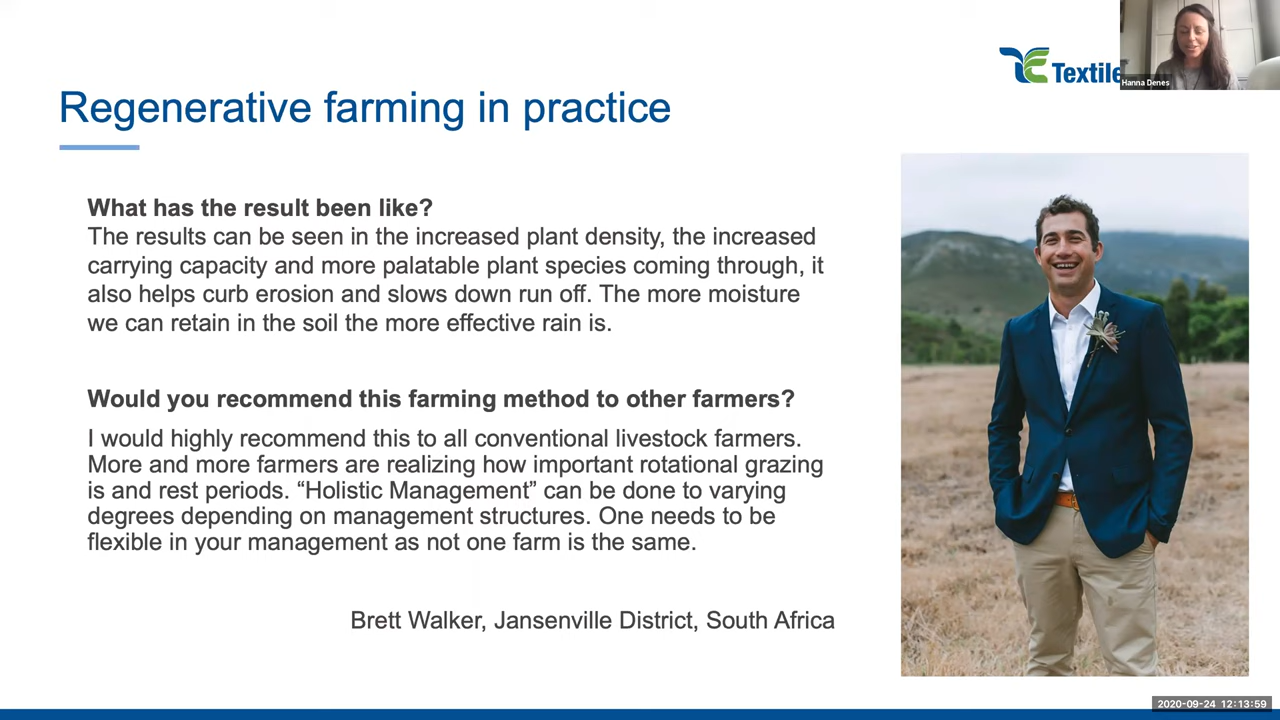 Textile
Hanna Denes
Regenerative farming in practice
What has the result been like?
The results can be seen in the increased plant density, the increased
carrying capacity and more palatable plant species coming through, it
also helps curb erosion and slows down run off. The more moisture
we can retain in the soil the more effective rain is.
Would you recommend this farming method to other farmers?
I would highly recommend this to all conventional livestock farmers.
More and more farmers are realizing how important rotational grazing
is and rest periods. “Holistic Management” can be done to varying
degrees depending on management structures. One needs to be
flexible in your management as not one farm is the same.
Brett Walker, Jansenville District, South Africa
2020-09-24 12:13:59